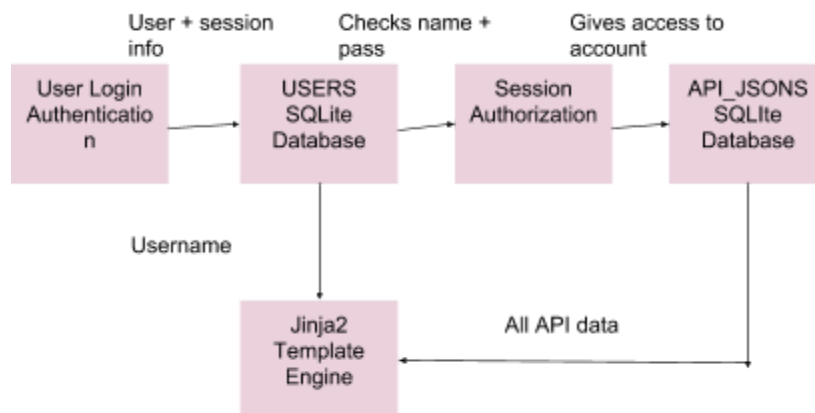 User + session
info
Checks name +
pass
Gives access to
account
User Login
Authenticatio
n
USERS
SQLite
Database
Session
Authorization
API_JSONS
SQLIte
Database
Username
Jinja2
Template
Engine
All API data